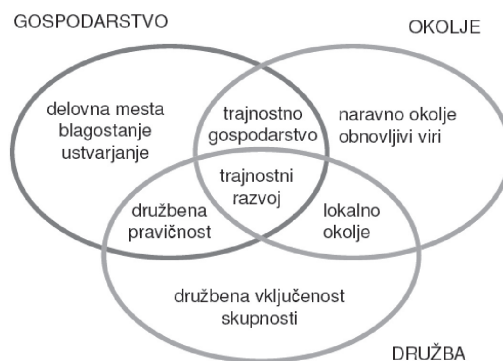 GOSPODARSTVO
OKOLJE
delovna mesta
blagostanje
ustvarjanje
trajnostno
gospodarstvo
naravno okolje
obnovljivi viri
trajnostni
razvoj
družbena
pravičnost
lokalno
okolje
družbena vključenost
skupnosti
DRUŽBA